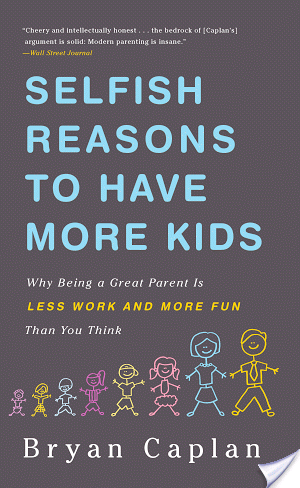 "Cheery and intellectually honest . . . the bedrock of [Caplan's]
argument is solid: Modern parenting is insane."
—Wall Street Journal
SELFISH
REASONS
TO HAVE
MORE KIDS
Why Being a Great Parent Is
LESS WORK AND MORE FUN
Than You Think
Bryan Caplan